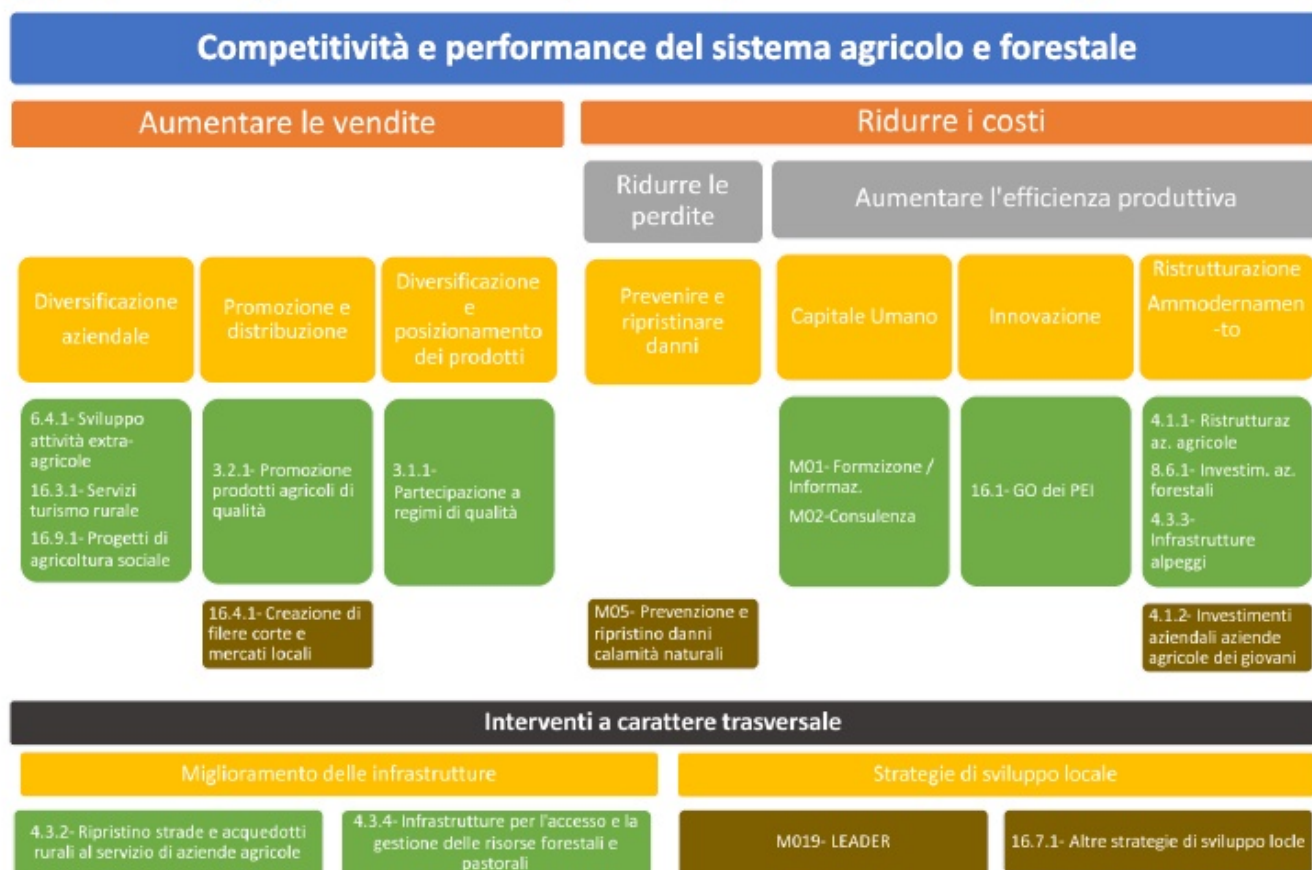 Competitività e performance del sistema agricolo e forestale
Aumentare le vendite
Ridurre i costi
Ridurre le
perdite
Aumentare l'efficienza produttiva
Diversificazione
aziendale
Promozione e
distribuzione
Diversificazione
e
posizionamento
dei prodotti
Prevenire e
ripristinare
danni
Capitale Umano
Innovazione
Ristrutturazione
Ammodernamen
-to
6.4.1- Sviluppo
attività extra-
agricole
16.3.1- Servizi
turismo rurale
16.9.1- Progetti di
agricoltura sociale
3.2.1- Promozione
prodotti agricoli di
qualità
3.1.1-
Partecipazione a
regimi di qualità
M01- Formzizone /
Informaz.
M02-Consulenza
16.1- GO dei PEI
4.1.1- Ristrutturaz
az. agricole
8.6.1- Investim. az.
forestali
4.3.3-
Infrastrutture
alpeggi
16.4.1- Creazione di
filere corte e
mercati locali
M05- Prevenzione e
ripristino danni
calamità naturali
4.1.2- Investimenti
aziendali aziende
agricole dei giovani
Interventi a carattere trasversale
Miglioramento delle infrastrutture
Strategie di sviluppo locale
4.3.2- Ripristino strade e acquedotti
rurali al servizio di aziende agricole
4.3.4- Infrastrutture per l'accesso e la
gestione delle risorse forestali e
pastorali
M019- LEADER
16.7.1- Altre strategie di sviluppo locle